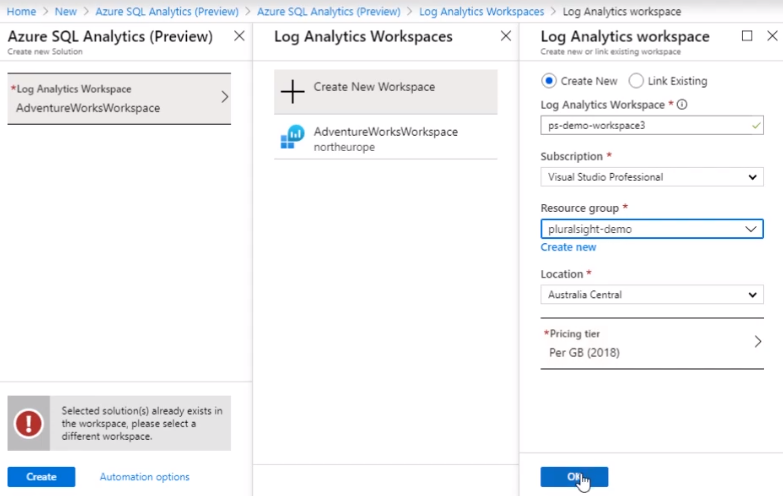 Home > New > Azure SQL Analytics (Preview) > Azure SQL Analytics (Preview) > Log Analytics Workspaces > Log Analytics workspace
Azure SQL Analytics (Preview)
Create new Solution
*Log Analytics Workspace
AdventureWorksWorkspace
Selected solution(s) already exists in
the workspace, please select a
different workspace.
Create
Automation options
Log Analytics Workspaces
Create New Workspace
AdventureWorksWorkspace
northeurope
Log Analytics workspace
Create new or link existing workspace
Create New
Link Existing
Log Analytics Workspace *
ps-demo-workspace3
Subscription *
Visual Studio Professional
Resource group *
pluralsight-demo
Create new
Location *
Australia Central
*Pricing tier
Per GB (2018)
OK